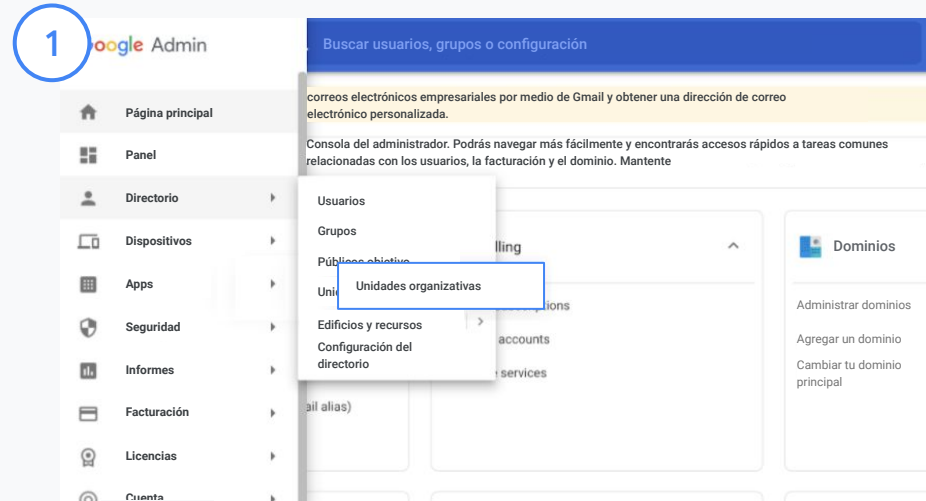 1
oogle Admin
Buscar usuarios, grupos o configuración
correos electrónicos empresariales por medio de Gmail y obtener una dirección de correo
electrónico personalizada.
Consola del administrador. Podrás navegar más fácilmente y encontrarás accesos rápidos a tareas comunes
relacionadas con los usuarios, la facturación y el dominio. Mantente
Página principal
Panel
Directorio
Dispositivos
Apps
Seguridad
Informes
Facturación
Licencias
Cuenta
Usuarios
Grupos
Públicos objetivo
Unidades organizativas
Edificios y recursos
Configuración del
directorio
lling
ions
accounts
services
ail alias)
Dominios
Administrar dominios
Agregar un dominio
Cambiar tu dominio
principal